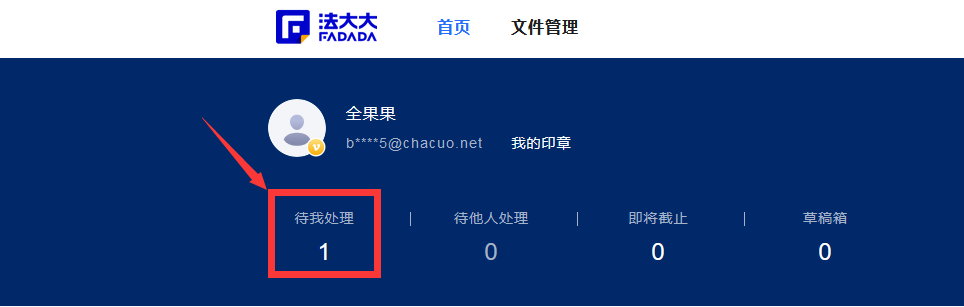 法大大
FADADA
首页 文件管理
全果果
b****5@chacuo.net 我的印章
待我处理 待他人处理 即将截止 草稿箱
1 0 0 0